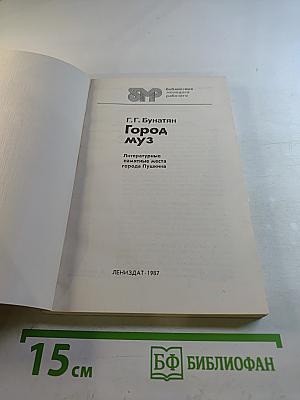 БМР
библиотека
молодого
рабочего
Г. Г. Бунатян
Город
муз
Литературные
памятные места
города Пушкина
ЛЕНИЗДАТ·1987
15 см
БФ БИБЛИОФАН